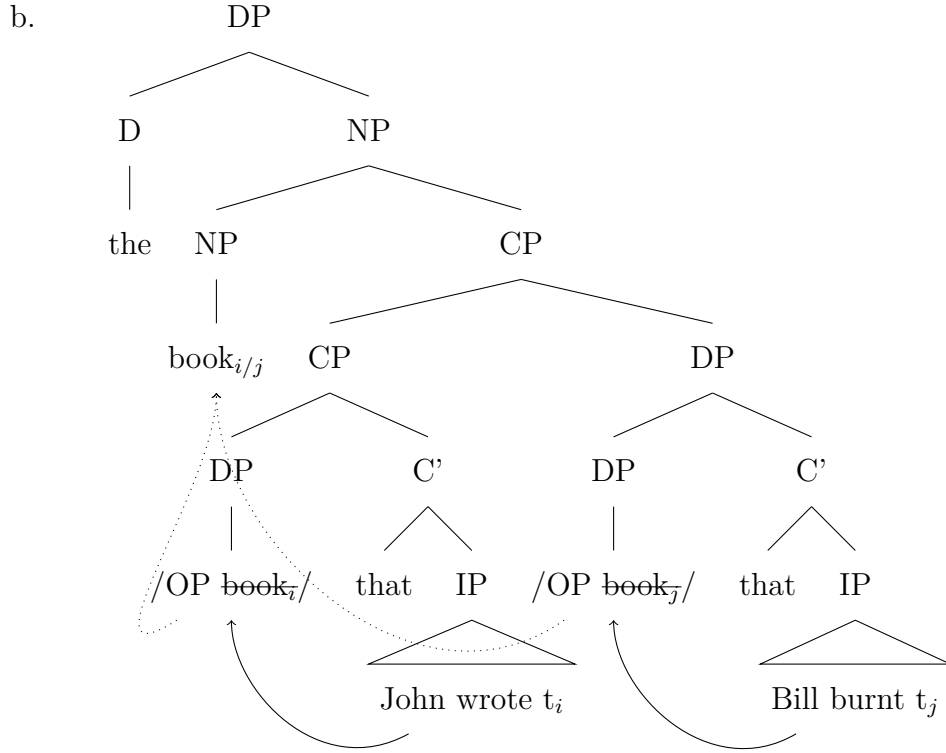 b. DP
D NP
the NP CP
book_{i/j} CP DP
DP C' DP C'
/OP ~~book_i~~/ that IP /OP ~~book_j~~/ that IP
John wrote t_i Bill burnt t_j